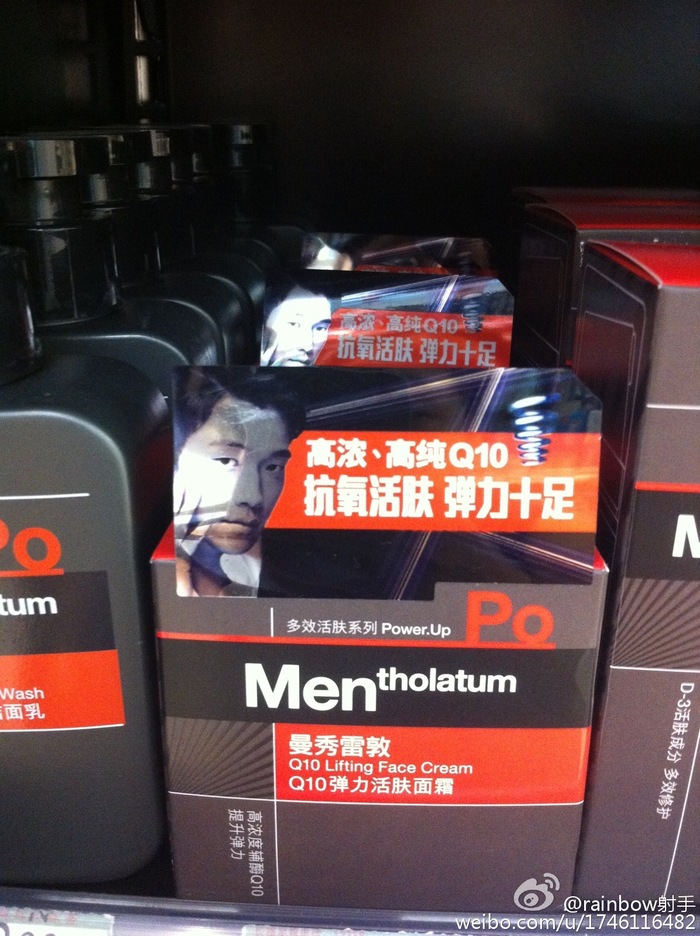 高浓、高纯Q10
抗氧活肤 弹力十足
高浓、高纯Q10
抗氧活肤 弹力十足
多效活肤系列 Power.Up Po
Mentholatum
曼秀雷敦
Q10 Lifting Face Cream
Q10弹力活肤面霜
高浓度辅酶Q10
提升弹力
Po
tum
Wash
面乳
M
D-3活肤成分 多效修护
@rainbow射手
weibo.com/u/1746116482